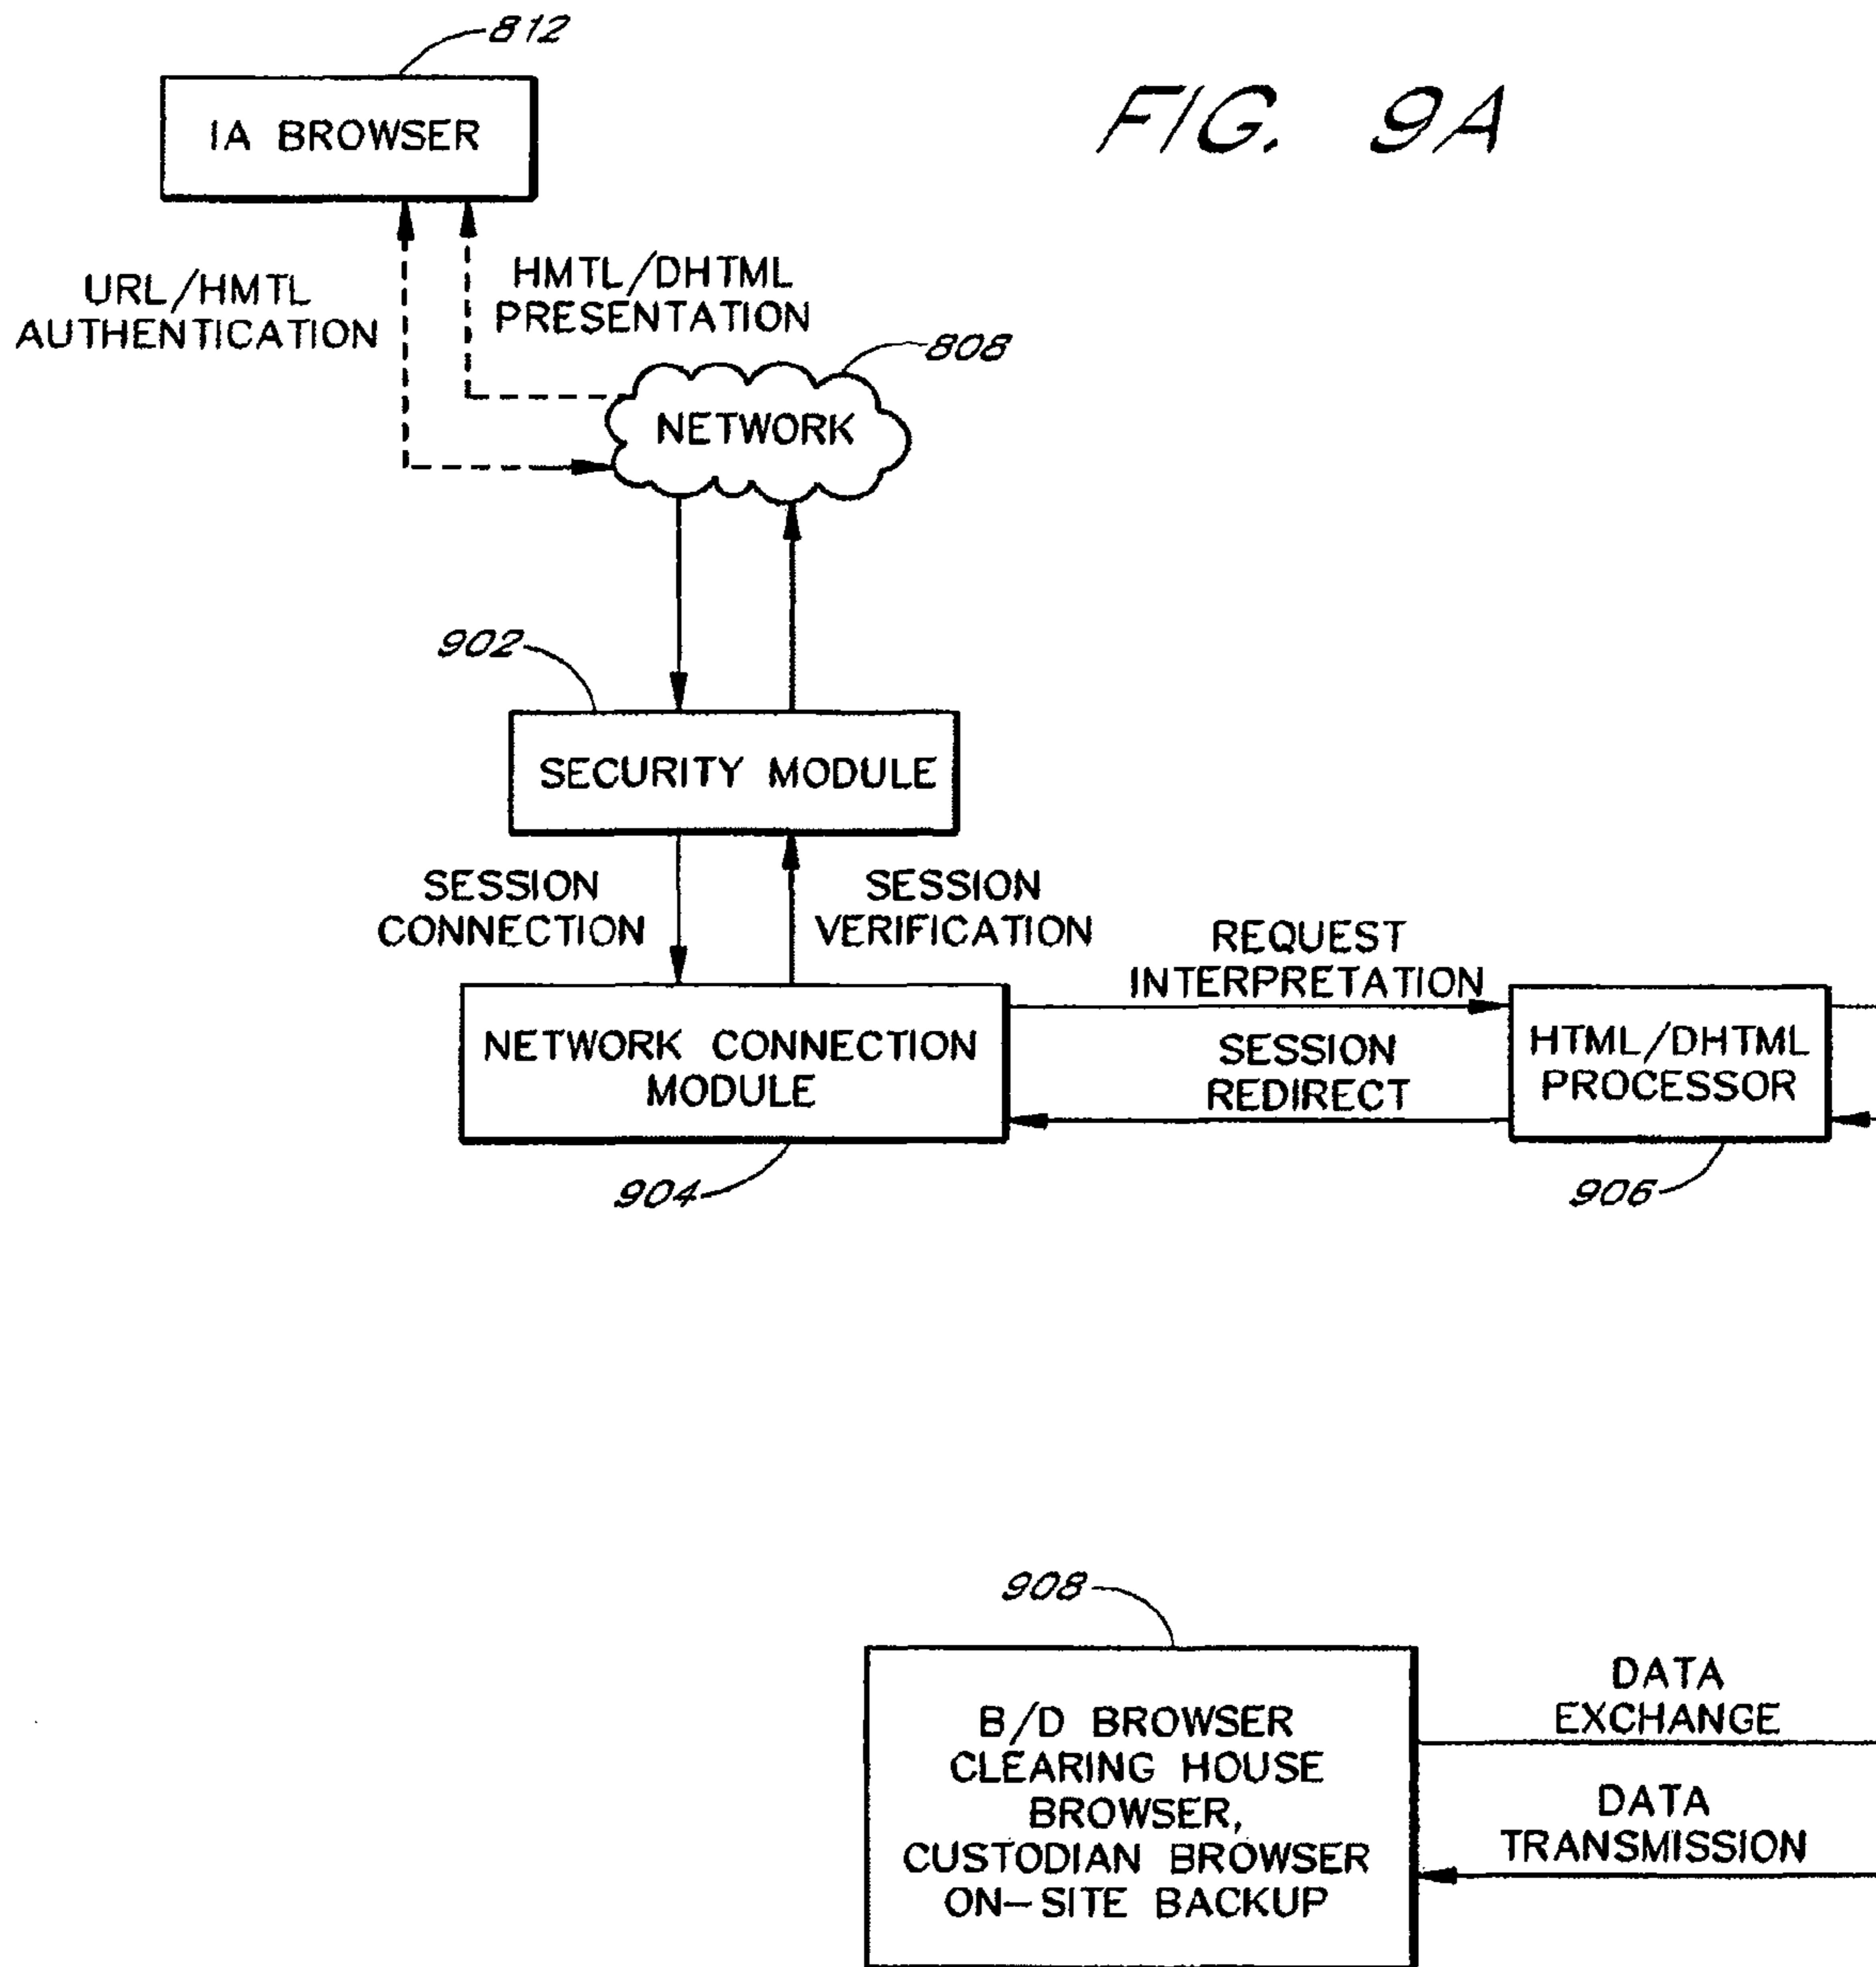 812
IA BROWSER
FIG. 9A
URL/HMTL
AUTHENTICATION
HMTL/DHTML
PRESENTATION
808
NETWORK
902
SECURITY MODULE
SESSION
CONNECTION
SESSION
VERIFICATION
REQUEST
INTERPRETATION
NETWORK CONNECTION
MODULE
SESSION
REDIRECT
HTML/DHTML
PROCESSOR
904
906
908
B/D BROWSER
CLEARING HOUSE
BROWSER,
CUSTODIAN BROWSER
ON-SITE BACKUP
DATA
EXCHANGE
DATA
TRANSMISSION